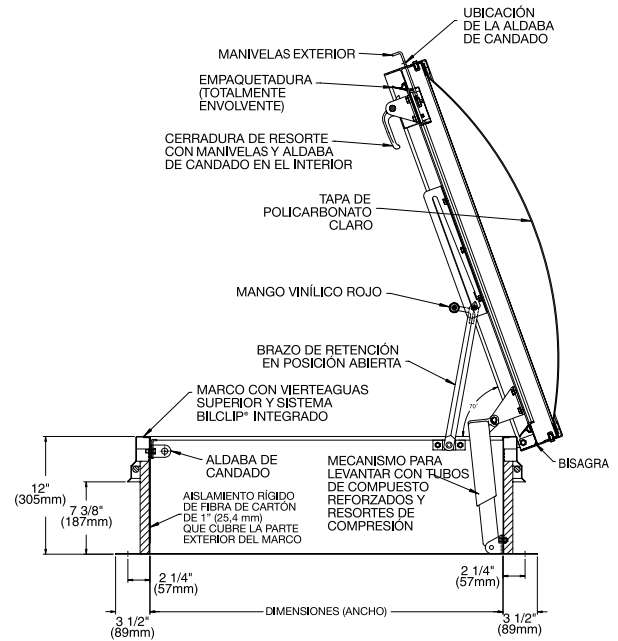 UBICACIÓN
DE LA ALDABA
DE CANDADO
MANIVELAS EXTERIOR
EMPAQUETADURA
(TOTALMENTE
ENVOLVENTE)
CERRADURA DE RESORTE
CON MANIVELAS Y ALDABA
DE CANDADO EN EL INTERIOR
TAPA DE
POLICARBONATO
CLARO
MANGO VINÍLICO ROJO
BRAZO DE RETENCIÓN
EN POSICIÓN ABIERTA
MARCO CON VIERTEAGUAS
SUPERIOR Y SISTEMA
BILCLIP® INTEGRADO
70°
ALDABA DE
CANDADO
MECANISMO PARA
LEVANTAR CON TUBOS
DE COMPUESTO
REFORZADOS Y
RESORTES DE
COMPRESIÓN
BISAGRA
12"
(305mm)
7 3/8"
(187mm)
AISLAMIENTO RÍGIDO
DE FIBRA DE CARTÓN
DE 1” (25,4 mm)
QUE CUBRE LA PARTE
EXTERIOR DEL MARCO
2 1/4"
(57mm)
2 1/4"
(57mm)
3 1/2"
(89mm)
DIMENSIONES (ANCHO)
3 1/2"
(89mm)